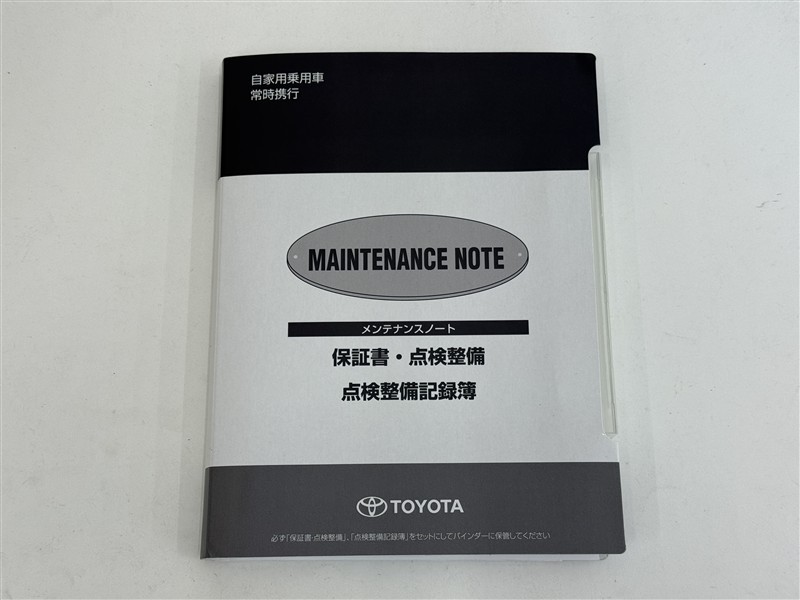 自家用乗用車
常時携行
MAINTENANCE NOTE
メンテナンスノート
保証書・点検整備
点検整備記録簿
TOYOTA
必ず「保証書・点検整備」、「点検整備記録簿」をセットにしてバインダーに保管してください